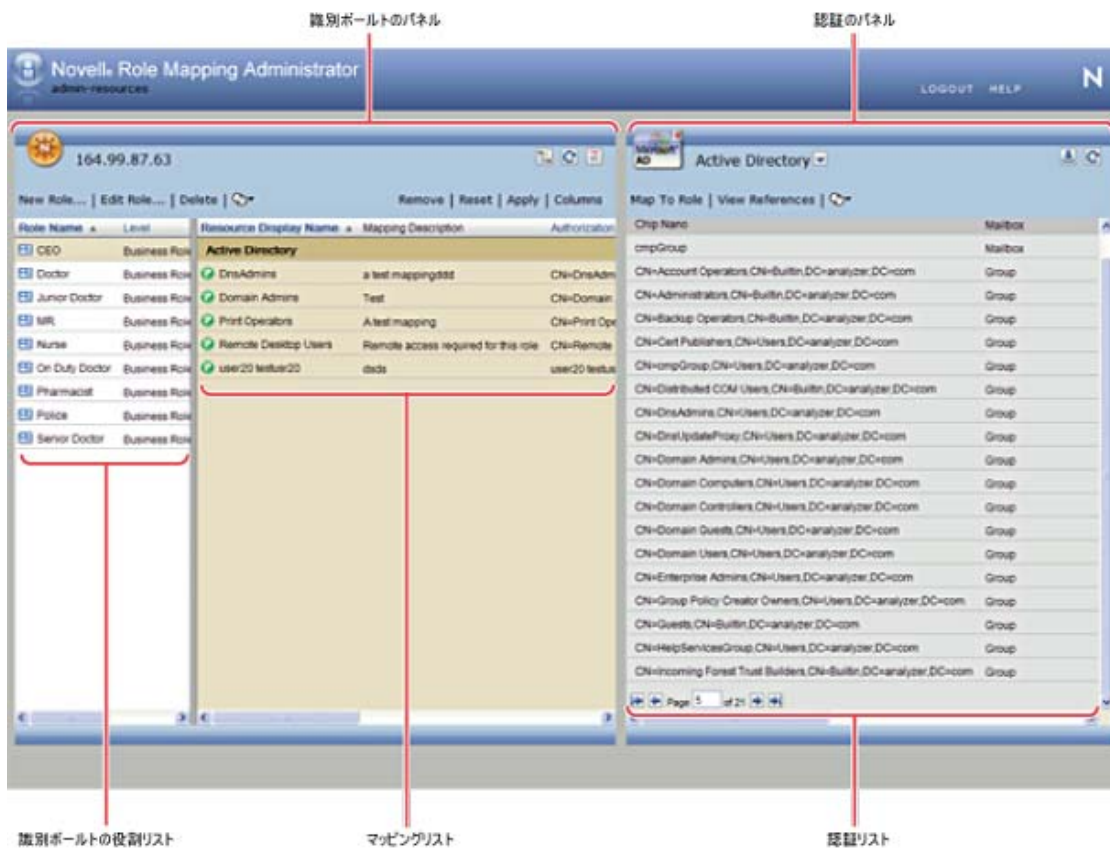 識別ボールトのパネル
認証のパネル
Novell® Role Mapping Administrator
admin-resources
LOGOUT HELP
N
164.99.87.63
New Role... | Edit Role... | Delete |
Remove | Reset | Apply | Columns
Role Name Level
CEO Business Role
Doctor Business Role
Junior Doctor Business Role
MR Business Role
Nurse Business Role
On Duty Doctor Business Role
Pharmacist Business Role
Police Business Role
Senior Doctor Business Role
Resource Display Name Mapping Description Authorization
Active Directory
DnsAdmins a test mappingddd CN=DnsAdm
Domain Admins Test CN=Domain
Print Operators A test mapping CN=Print Ope
Remote Desktop Users Remote access required for this role CN=Remote
user20 testusr20 dsds user20 testus
Microsoft AD
Active Directory
Map To Role | View References |
Chip Nano Mailbox
cmpGroup Mailbox
CN=Account Operators,CN=Builtin,DC=analyzer,DC=com Group
CN=Administrators,CN=Builtin,DC=analyzer,DC=com Group
CN=Backup Operators,CN=Builtin,DC=analyzer,DC=com Group
CN=Cert Publishers,CN=Users,DC=analyzer,DC=com Group
CN=cmpGroup,CN=Users,DC=analyzer,DC=com Group
CN=Distributed COM Users,CN=Builtin,DC=analyzer,DC=com Group
CN=DnsAdmins,CN=Users,DC=analyzer,DC=com Group
CN=DnsUpdateProxy,CN=Users,DC=analyzer,DC=com Group
CN=Domain Admins,CN=Users,DC=analyzer,DC=com Group
CN=Domain Computers,CN=Users,DC=analyzer,DC=com Group
CN=Domain Controllers,CN=Users,DC=analyzer,DC=com Group
CN=Domain Guests,CN=Users,DC=analyzer,DC=com Group
CN=Domain Users,CN=Users,DC=analyzer,DC=com Group
CN=Enterprise Admins,CN=Users,DC=analyzer,DC=com Group
CN=Group Policy Creator Owners,CN=Users,DC=analyzer,DC=com Group
CN=Guests,CN=Builtin,DC=analyzer,DC=com Group
CN=HelpServicesGroup,CN=Users,DC=analyzer,DC=com Group
CN=Incoming Forest Trust Builders,CN=Builtin,DC=analyzer,DC=com Group
Page 5 of 21
識別ボールトの役割リスト
マッピングリスト
認証リスト